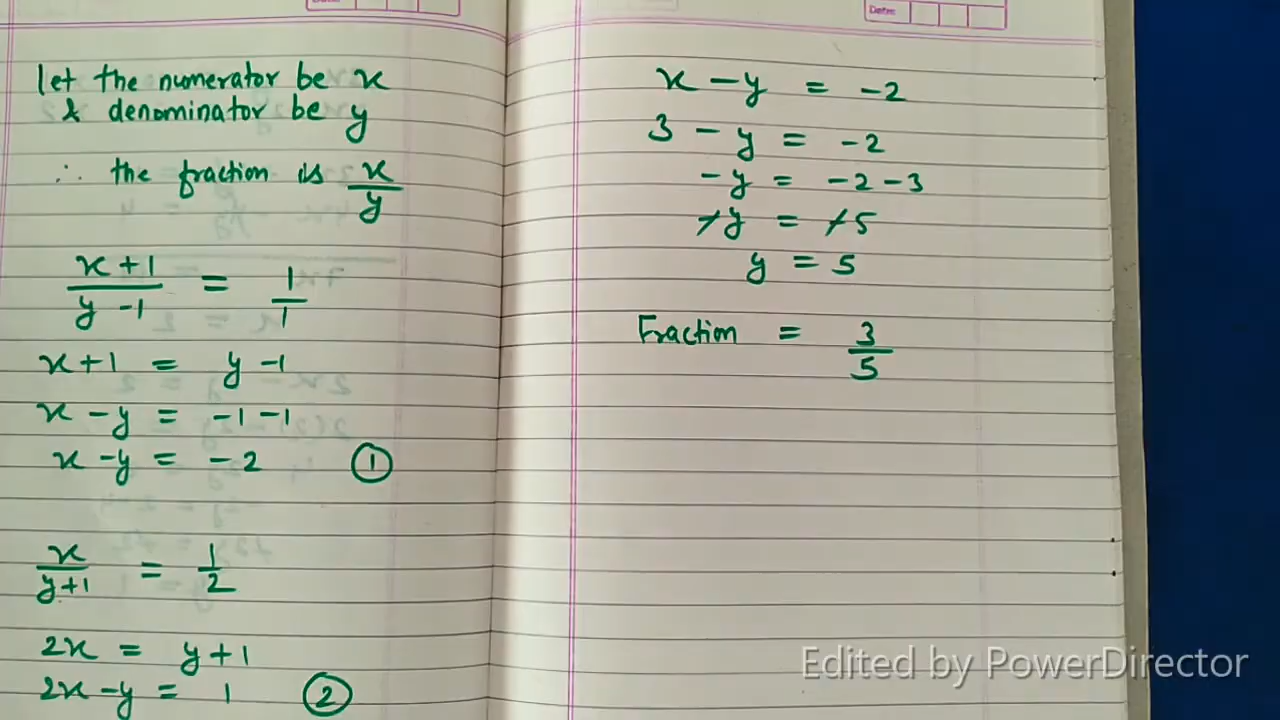 Let the numerator be x
& denominator be y
∴ the fraction is x/y
x+1/y-1 = 1/1
x+1 = y-1
x-y = -1-1
x-y = -2 ①
x/y+1 = 1/2
2x = y+1
2x-y = 1 ②
Date:
x-y = -2
3-y = -2
-y = -2-3
-y = -5
y = 5
Fraction = 3/5
Edited by PowerDirector